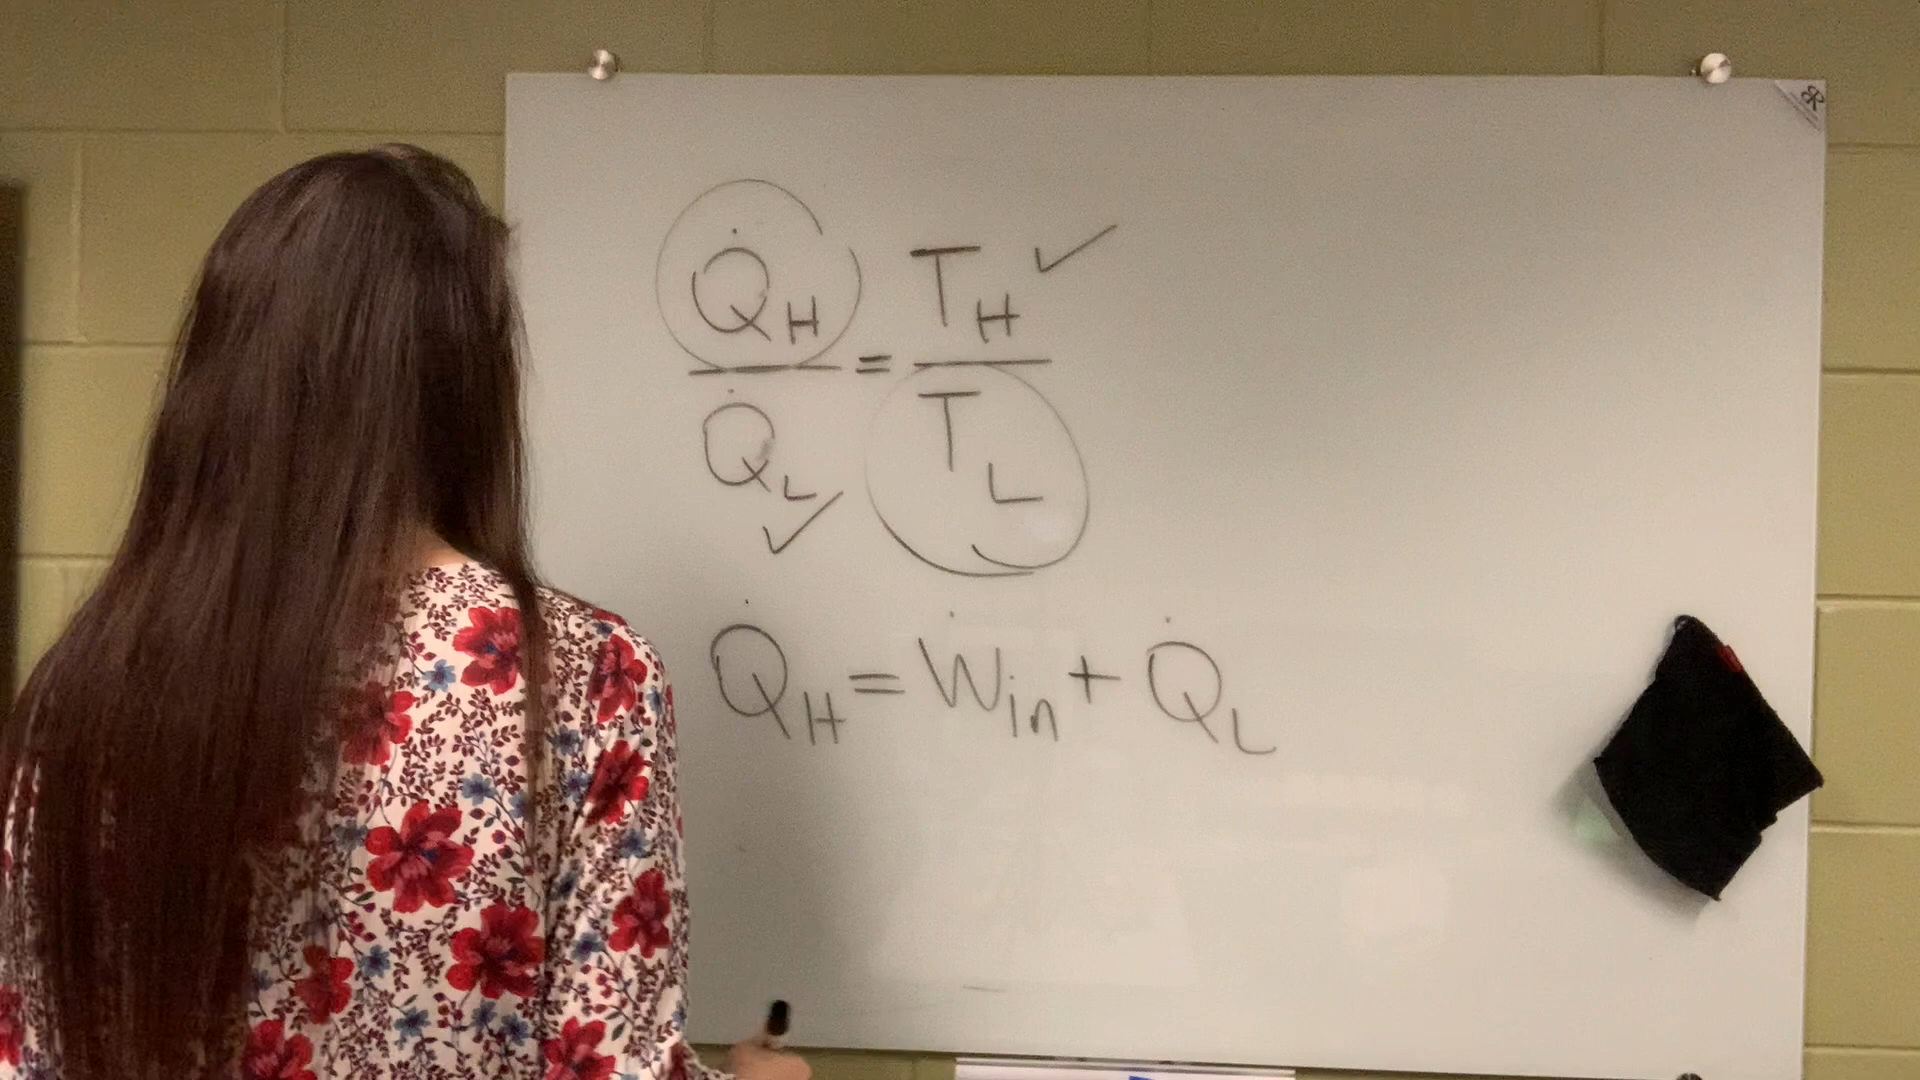 Q̇H = TH ✓
Q̇L ✓ TL
Q̇H = Ẇin + Q̇L